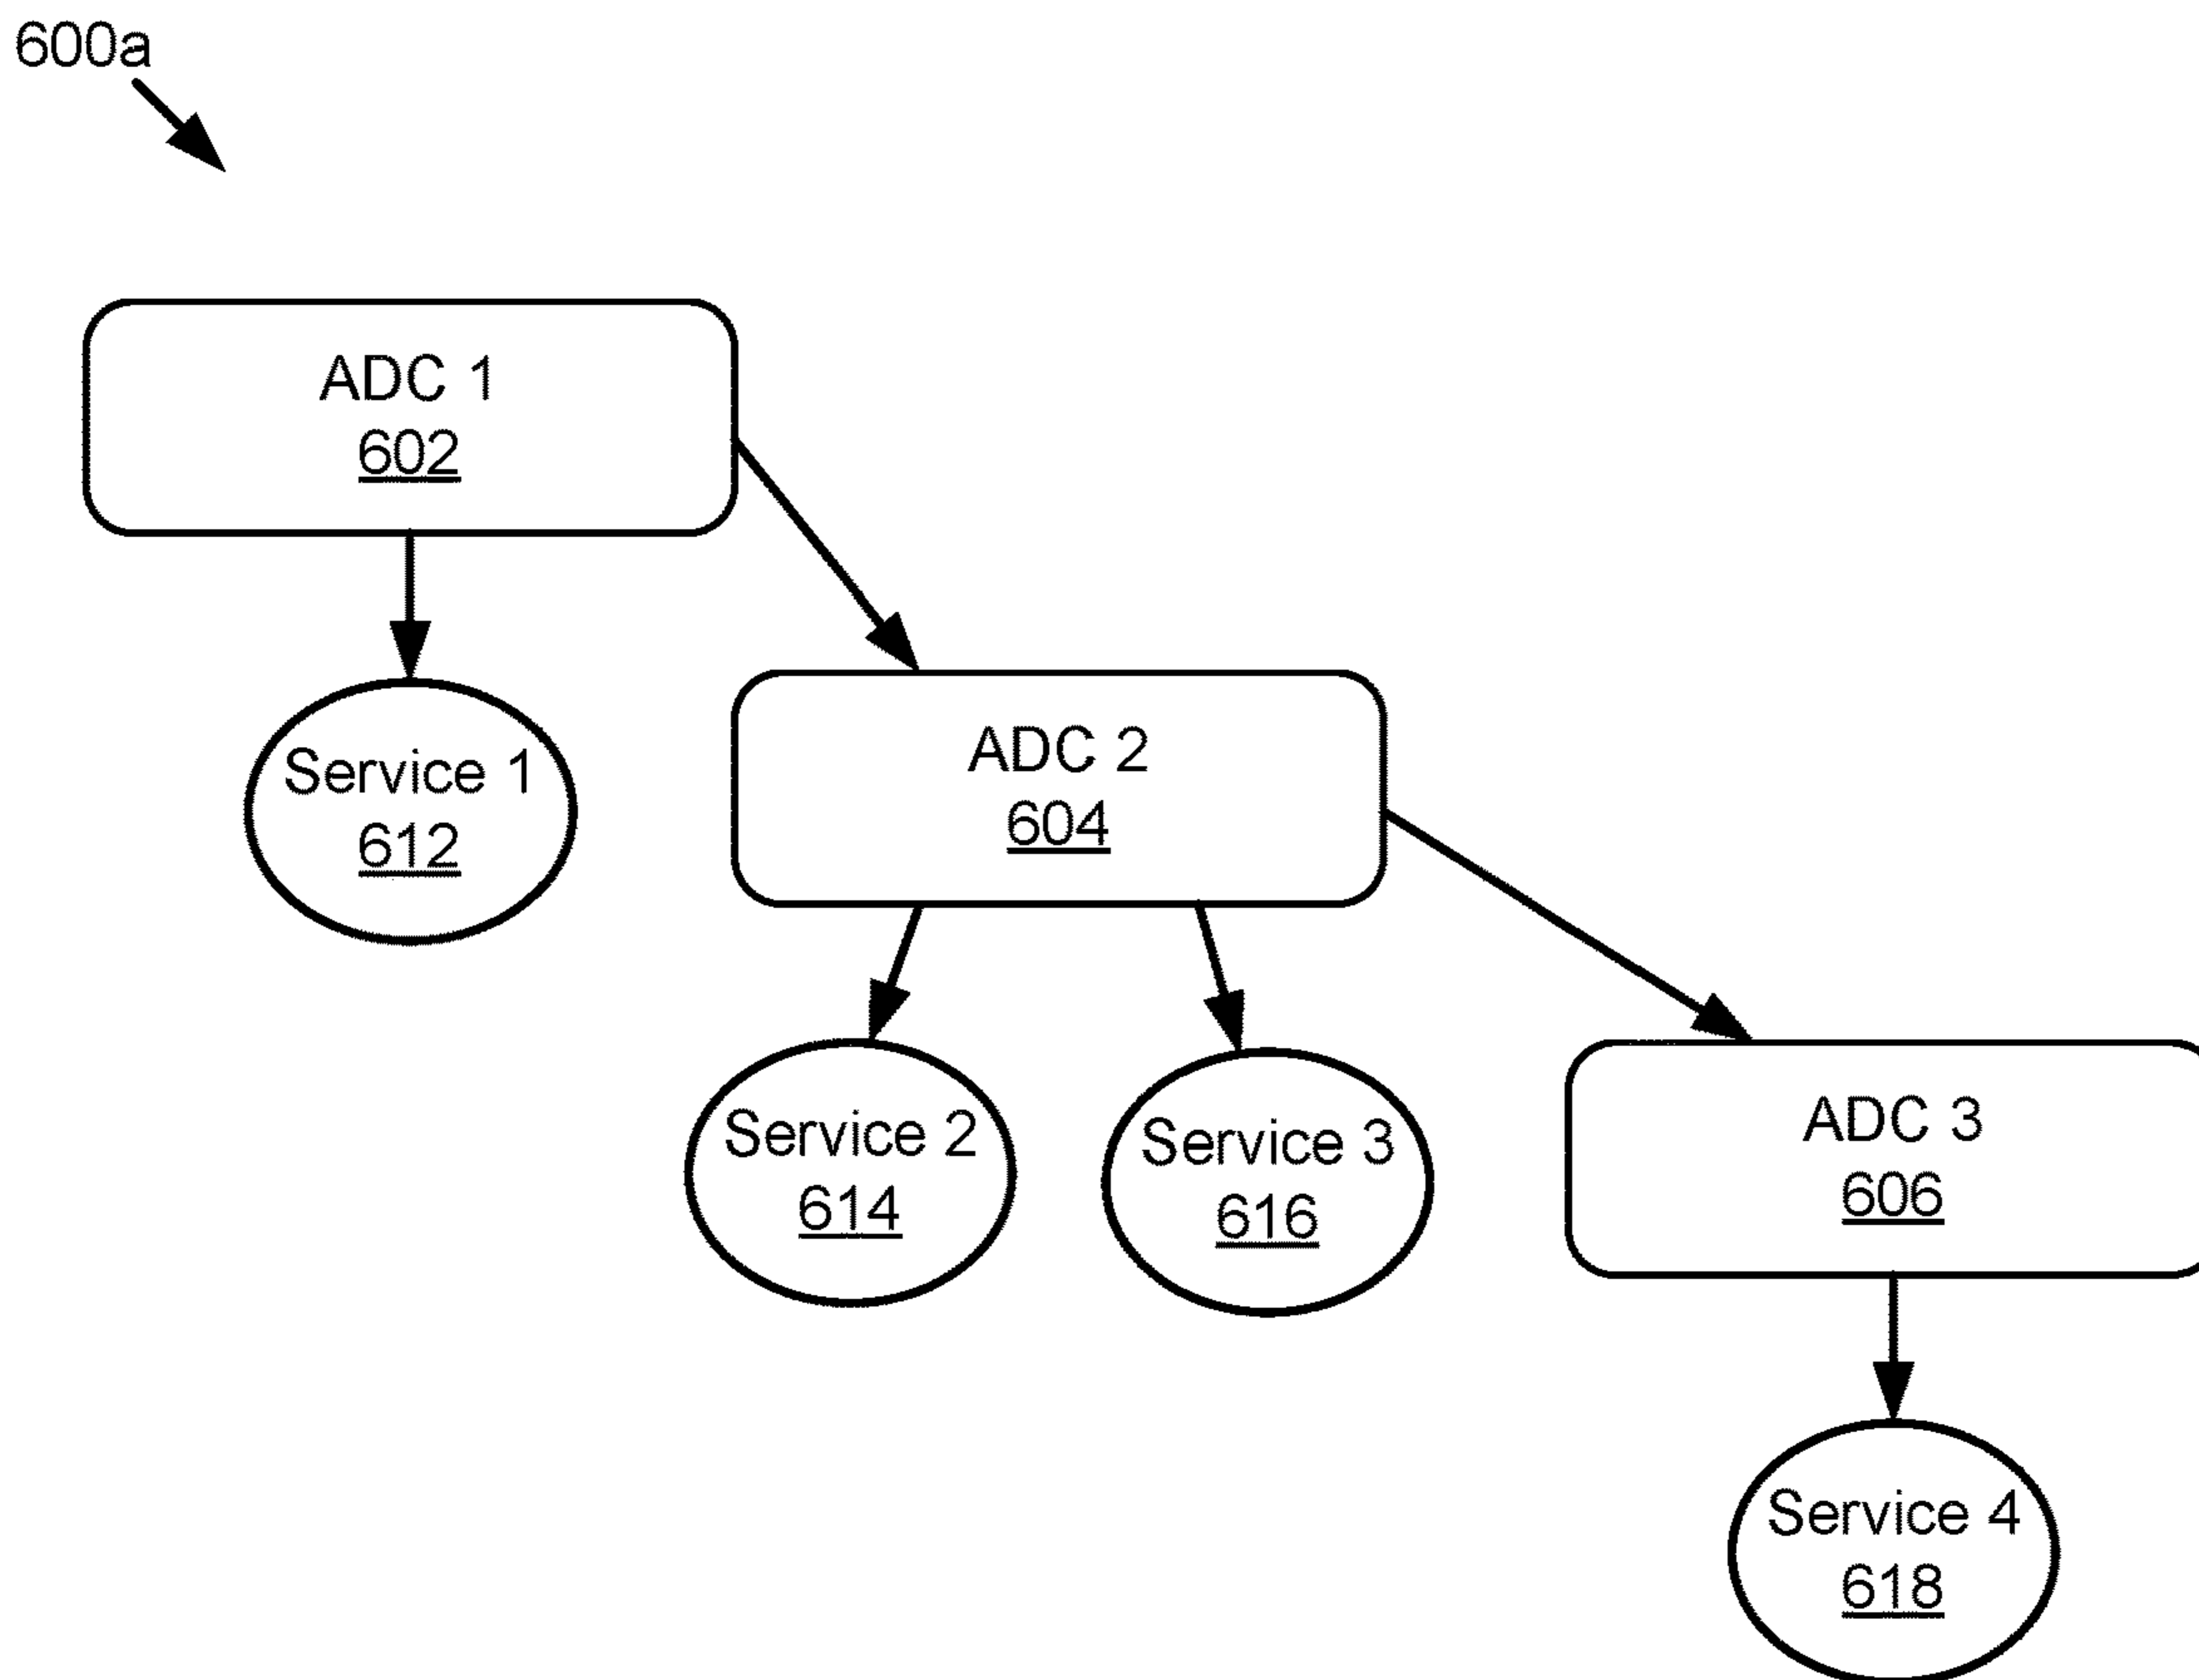 600a
ADC 1
602
Service 1
612
ADC 2
604
Service 2
614
Service 3
616
ADC 3
606
Service 4
618